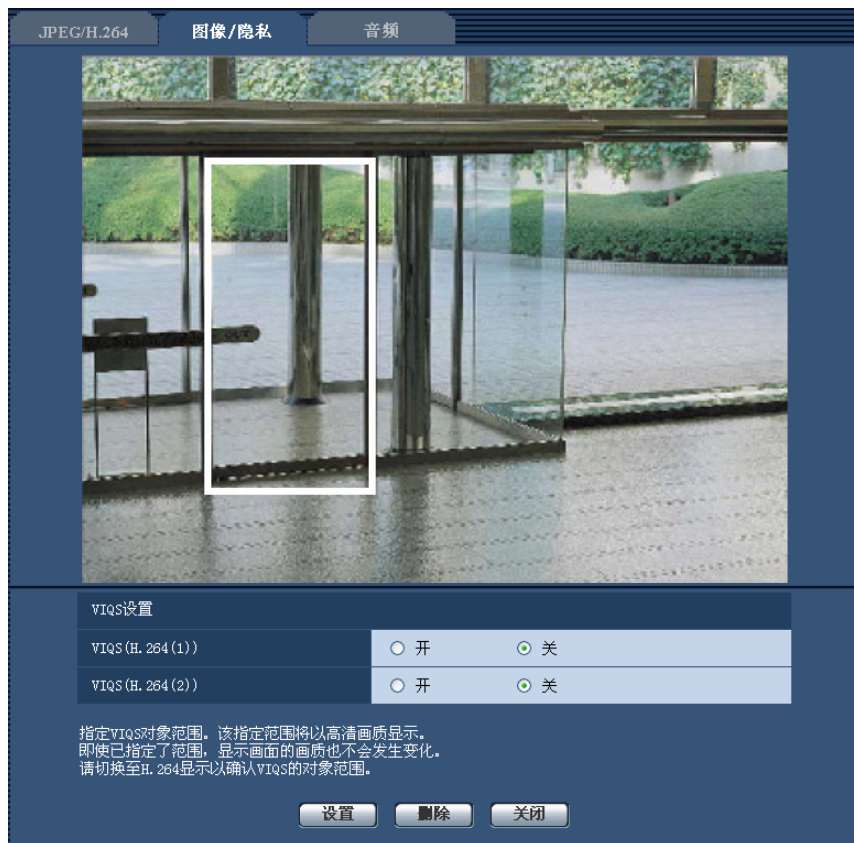 JPEG/H.264 图像/隐私 音频
OUT
VIQS设置
VIQS(H.264(1)) 开 关
VIQS(H.264(2)) 开 关
指定VIQS对象范围。该指定范围将以高清画质显示。
即使已指定了范围，显示画面的画质也不会发生变化。
请切换至H.264显示以确认VIQS的对象范围。
设置 删除 关闭